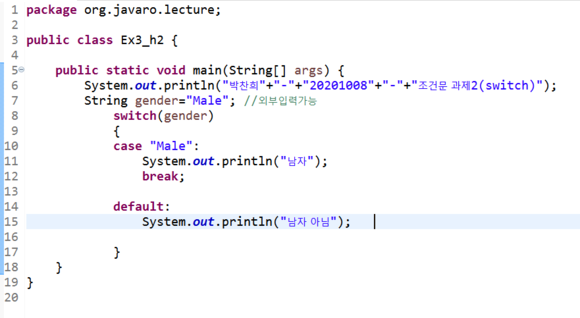 1 package org.javaro.lecture;
2
3 public class Ex3_h2 {
4
5 public static void main(String[] args) {
6 System.out.println("박찬희"+"-"+"20201008"+"-"+"조건문 과제2(switch)");
7 String gender="Male"; //외부입력가능
8 switch(gender)
9 {
10 case "Male":
11 System.out.println("남자");
12 break;
13
14 default:
15 System.out.println("남자 아님");
16
17 }
18 }
19 }
20